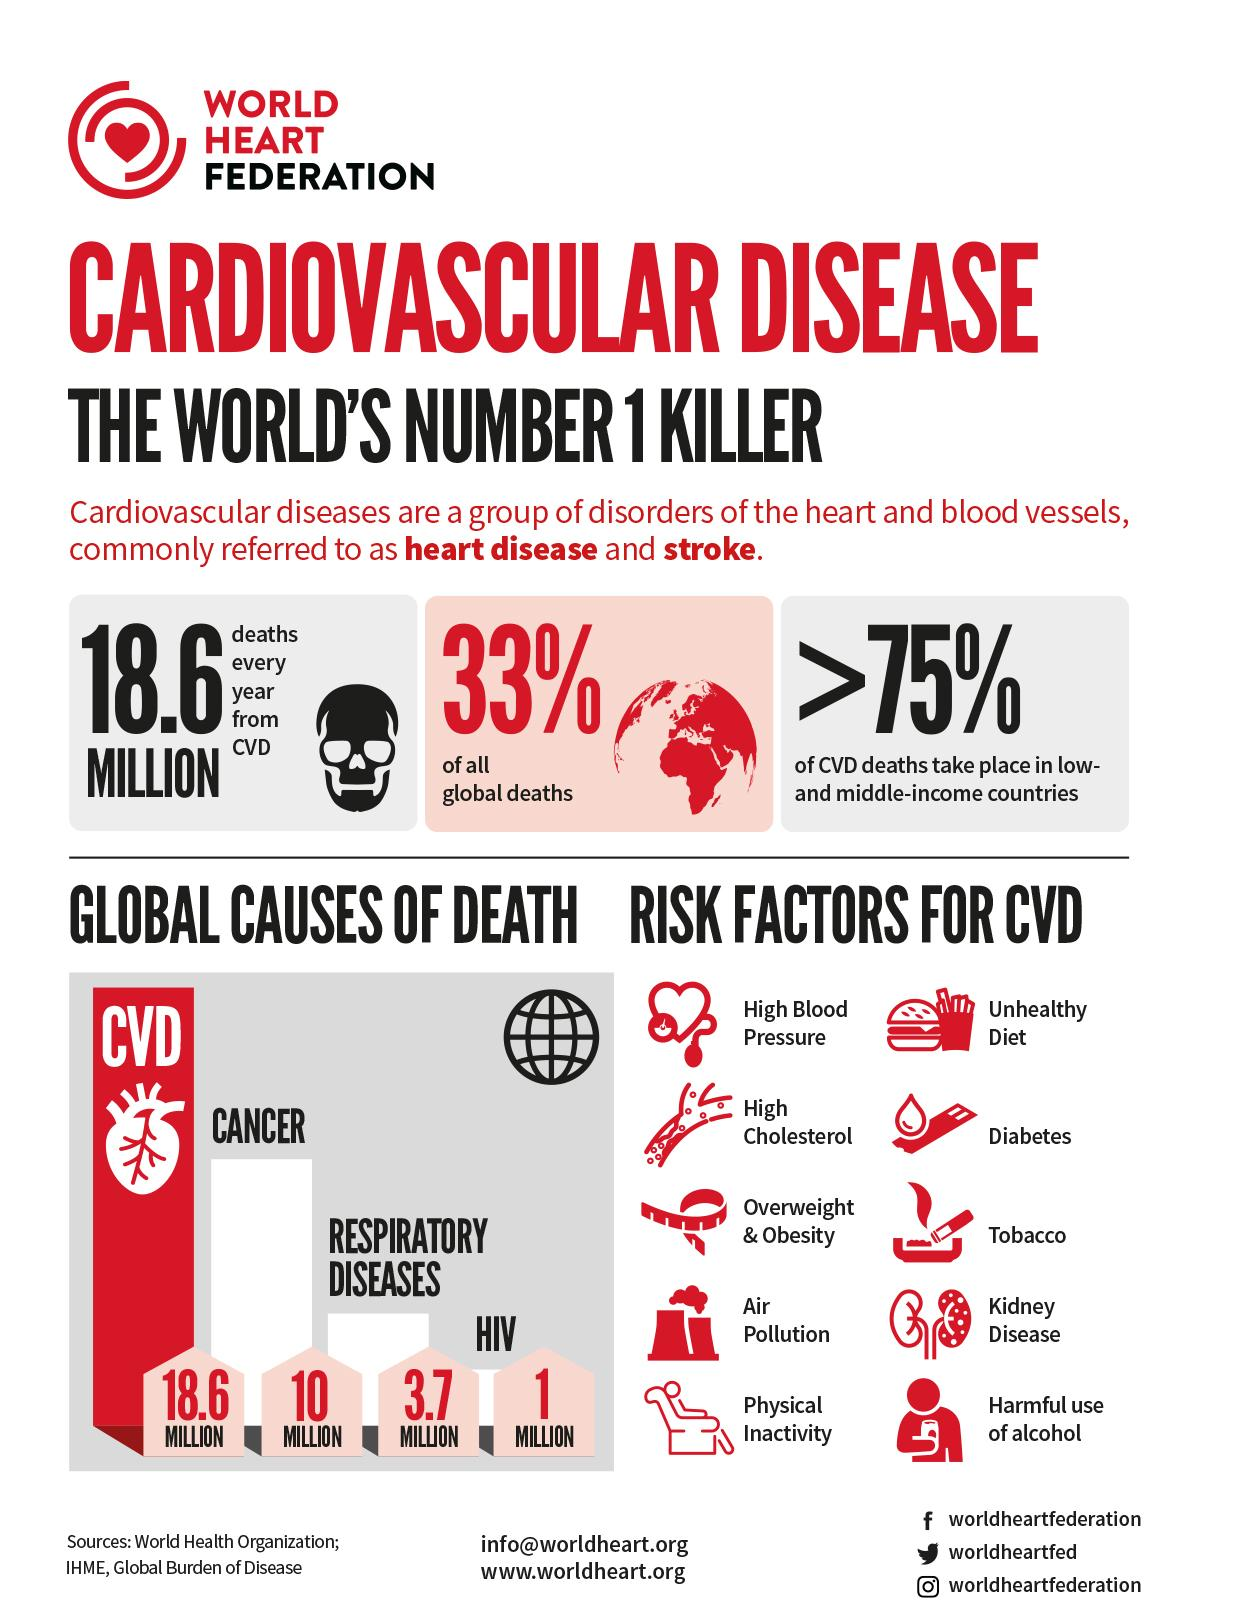 WORLD
HEART
FEDERATION
CARDIOVASCULAR DISEASE
THE WORLD'S NUMBER 1 KILLER
Cardiovascular diseases are a group of disorders of the heart and blood vessels,
commonly referred to as heart disease and stroke.
18.6
MILLION
deaths
every
year
from
CVD
33%
of all
global deaths
>75%
of CVD deaths take place in low-
and middle-income countries
GLOBAL CAUSES OF DEATH
CVD
CANCER
RESPIRATORY
DISEASES
HIV
18.6
MILLION
10
MILLION
3.7
MILLION
1
MILLION
RISK FACTORS FOR CVD
High Blood
Pressure
Unhealthy
Diet
High
Cholesterol
Diabetes
Overweight
& Obesity
Tobacco
Air
Pollution
Kidney
Disease
Physical
Inactivity
Harmful use
of alcohol
Sources: World Health Organization;
IHME, Global Burden of Disease
info@worldheart.org
www.worldheart.org
worldheartfederation
worldheartfed
worldheartfederation